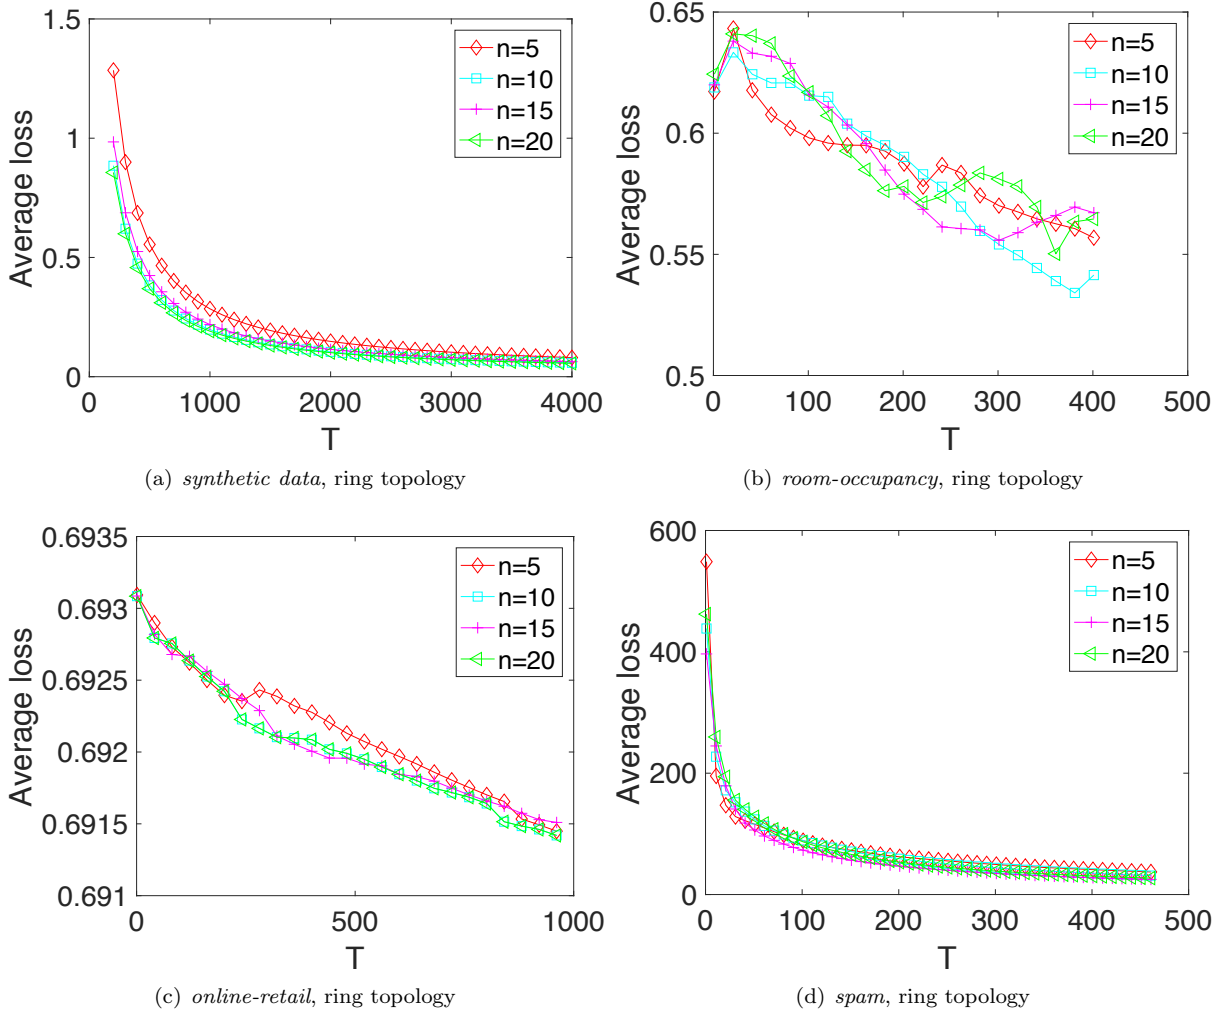 1.5
1
0.5
0
Average loss
n=5
n=10
n=15
n=20
0 1000 2000 3000 4000
T
(a) synthetic data, ring topology
0.65
0.6
0.55
0.5
Average loss
n=5
n=10
n=15
n=20
0 100 200 300 400 500
T
(b) room-occupancy, ring topology
0.6935
0.693
0.6925
0.692
0.6915
0.691
Average loss
n=5
n=10
n=15
n=20
0 500 1000
T
(c) online-retail, ring topology
600
400
200
0
Average loss
n=5
n=10
n=15
n=20
0 100 200 300 400 500
T
(d) spam, ring topology